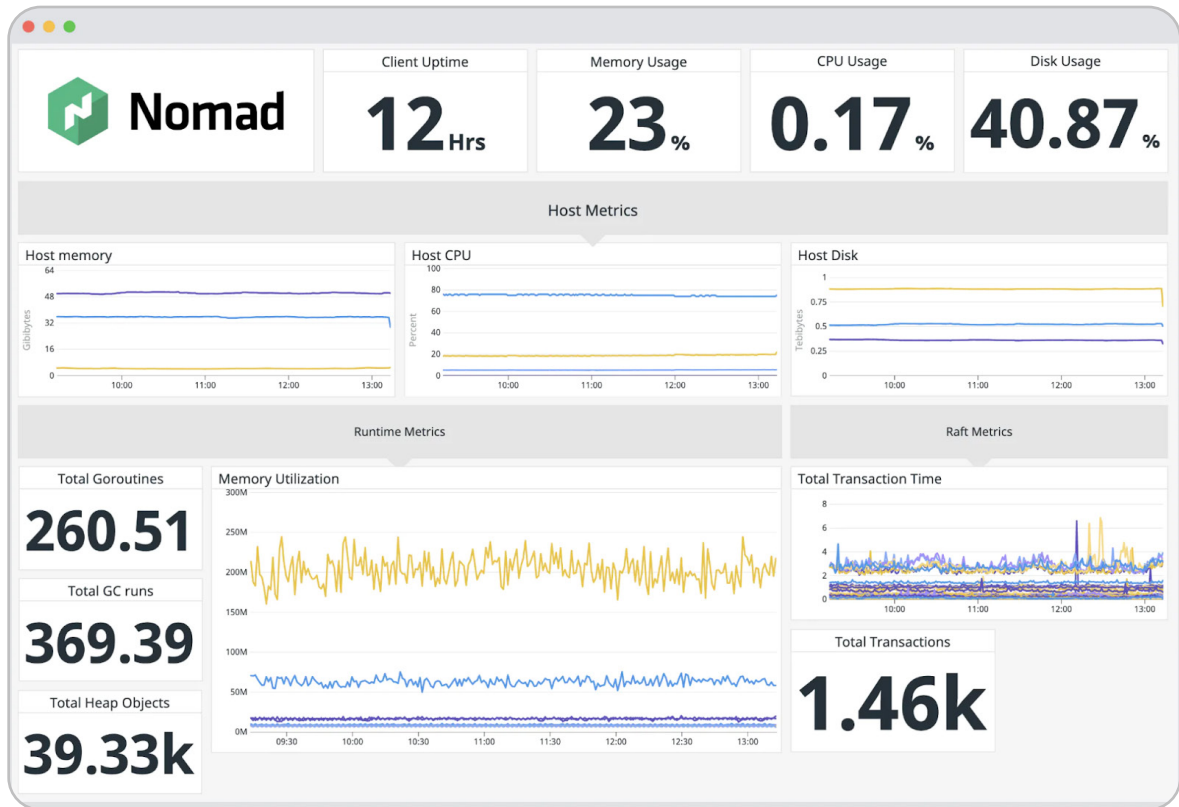 Nomad
Client Uptime
12 Hrs
Memory Usage
23 %
CPU Usage
0.17 %
Disk Usage
40.87 %
Host Metrics
Host memory
64
48
32
16
0
Gibibytes
10:00 11:00 12:00 13:00
Host CPU
100
80
60
40
20
0
Percent
10:00 11:00 12:00 13:00
Host Disk
1
0.75
0.5
0.25
0
Tebibytes
10:00 11:00 12:00 13:00
Runtime Metrics
Raft Metrics
Total Goroutines
260.51
Total GC runs
369.39
Total Heap Objects
39.33k
Memory Utilization
300M
250M
200M
150M
100M
50M
0M
09:30 10:00 10:30 11:00 11:30 12:00 12:30 13:00
Total Transaction Time
8
6
4
2
0
10:00 11:00 12:00 13:00
Total Transactions
1.46k